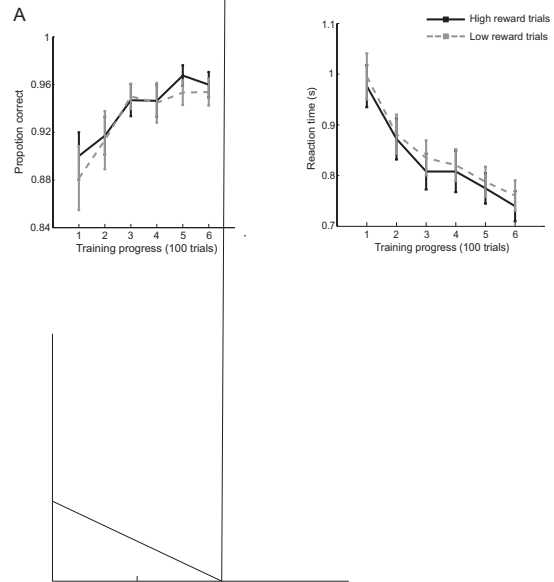 A
High reward trials
Low reward trials
Propotion correct
1
0.96
0.92
0.88
0.84
1 2 3 4 5 6
Training progress (100 trials)
Reaction time (s)
1.1
1
0.9
0.8
0.7
1 2 3 4 5 6
Training progress (100 trials)